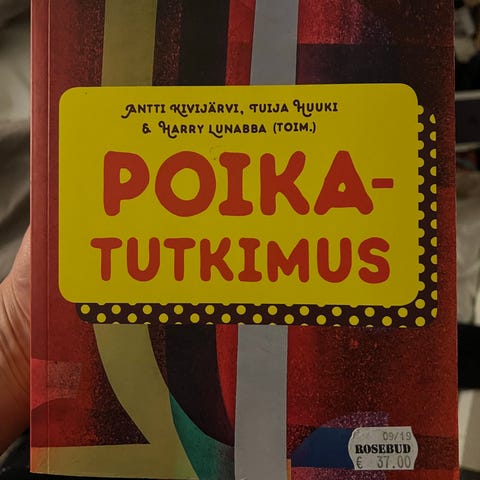 ANTTI KIVIJÄRVI, TUIJA HUUKI
& HARRY LUNABBA (TOIM.)
POIKA-
TUTKIMUS
09/19
ROSEBUD
€ 37.00